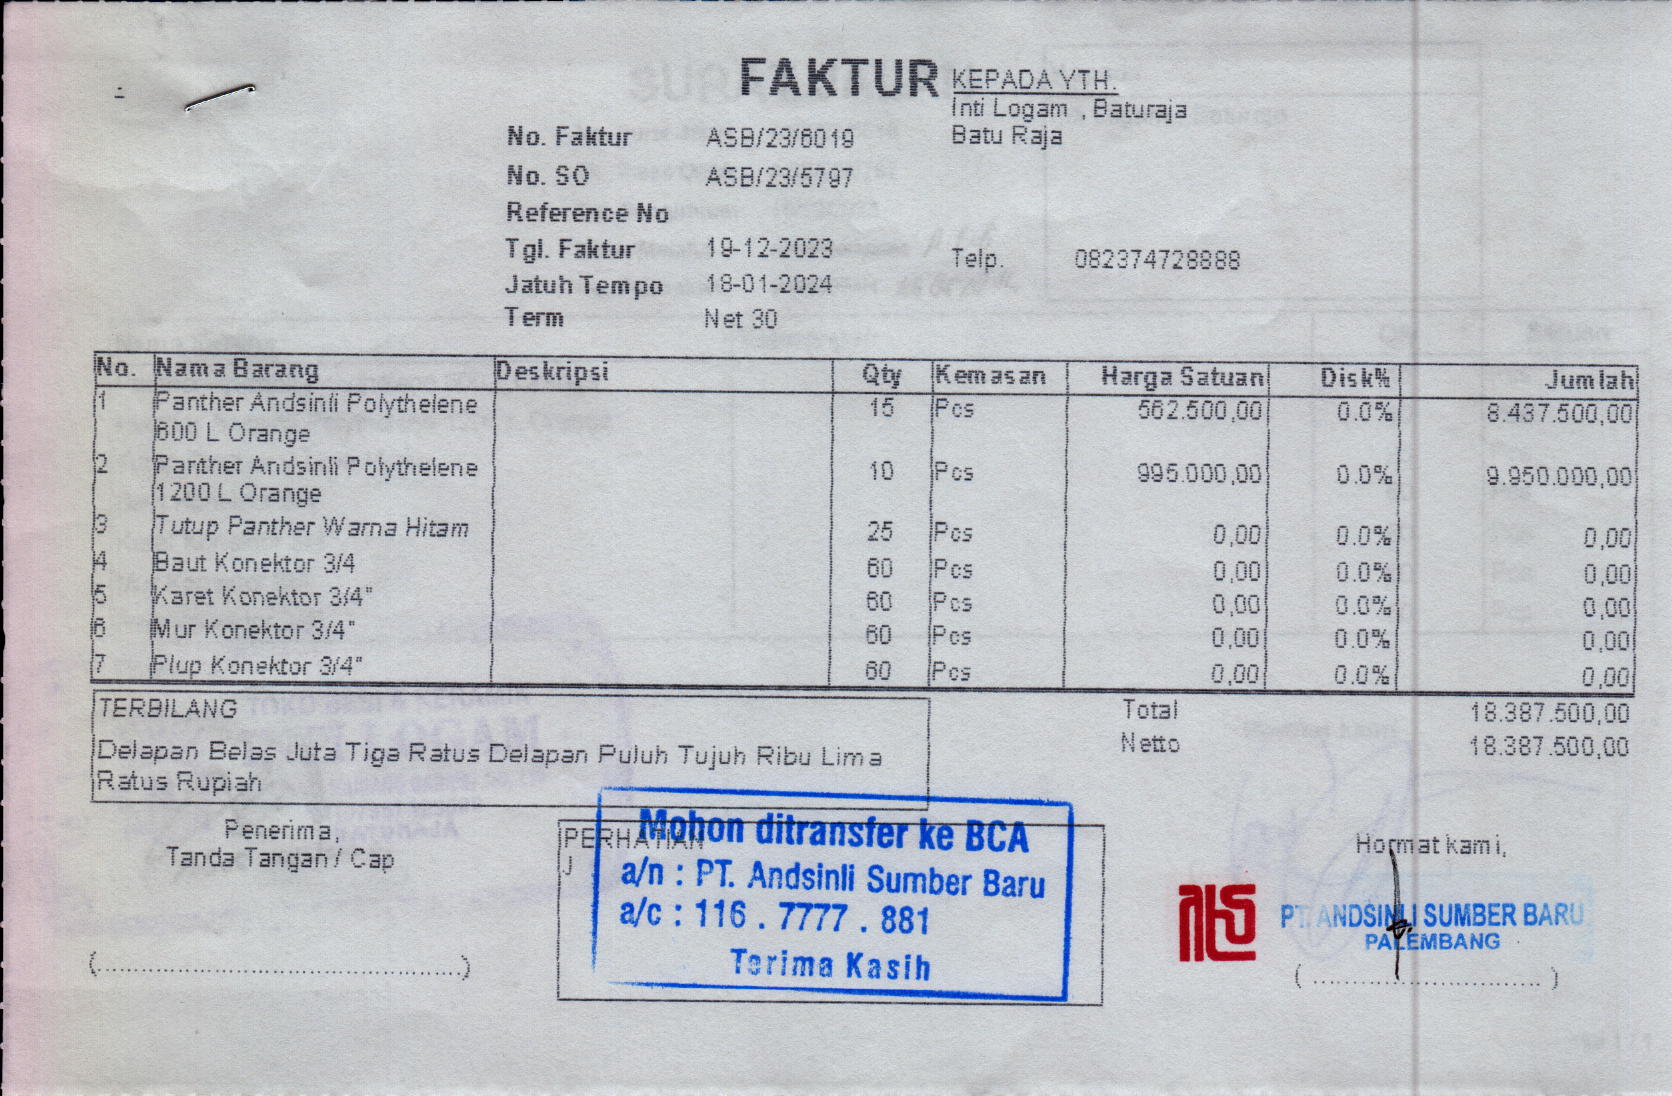 FAKTUR
KEPADA YTH.
Inti Logam , Baturaja
Batu Raja
No. Faktur ASB/23/6019
No. SO ASB/23/5797
Reference No
Tgl. Faktur 19-12-2023
Telp. 082374728888
Jatuh Tempo 18-01-2024
Term Net 30
No. Nama Barang Deskripsi Qty Kemasan Harga Satuan Disk% Jumlah
1 Panther Andsinli Polythelene 15 Pcs 562.500,00 0.0% 8.437.500,00
600 L Orange
2 Panther Andsinli Polythelene 10 Pcs 995.000,00 0.0% 9.950.000,00
1200 L Orange
3 Tutup Panther Warna Hitam 25 Pcs 0,00 0.0% 0,00
4 Baut Konektor 3/4 60 Pcs 0,00 0.0% 0,00
5 Karet Konektor 3/4" 60 Pcs 0,00 0.0% 0,00
6 Mur Konektor 3/4" 60 Pcs 0,00 0.0% 0,00
7 Plup Konektor 3/4" 60 Pcs 0,00 0.0% 0,00
TERBILANG
Delapan Belas Juta Tiga Ratus Delapan Puluh Tujuh Ribu Lima
Ratus Rupiah
Total 18.387.500,00
Netto 18.387.500,00
Penerima,
Tanda Tangan / Cap
PERHATIAN
J
Mohon ditransfer ke BCA
a/n : PT. Andsinli Sumber Baru
a/c : 116 . 7777 . 881
Terima Kasih
Hormat kami,
PT. ANDSINLI SUMBER BARU
PALEMBANG
(..................................................)
( ............................... )